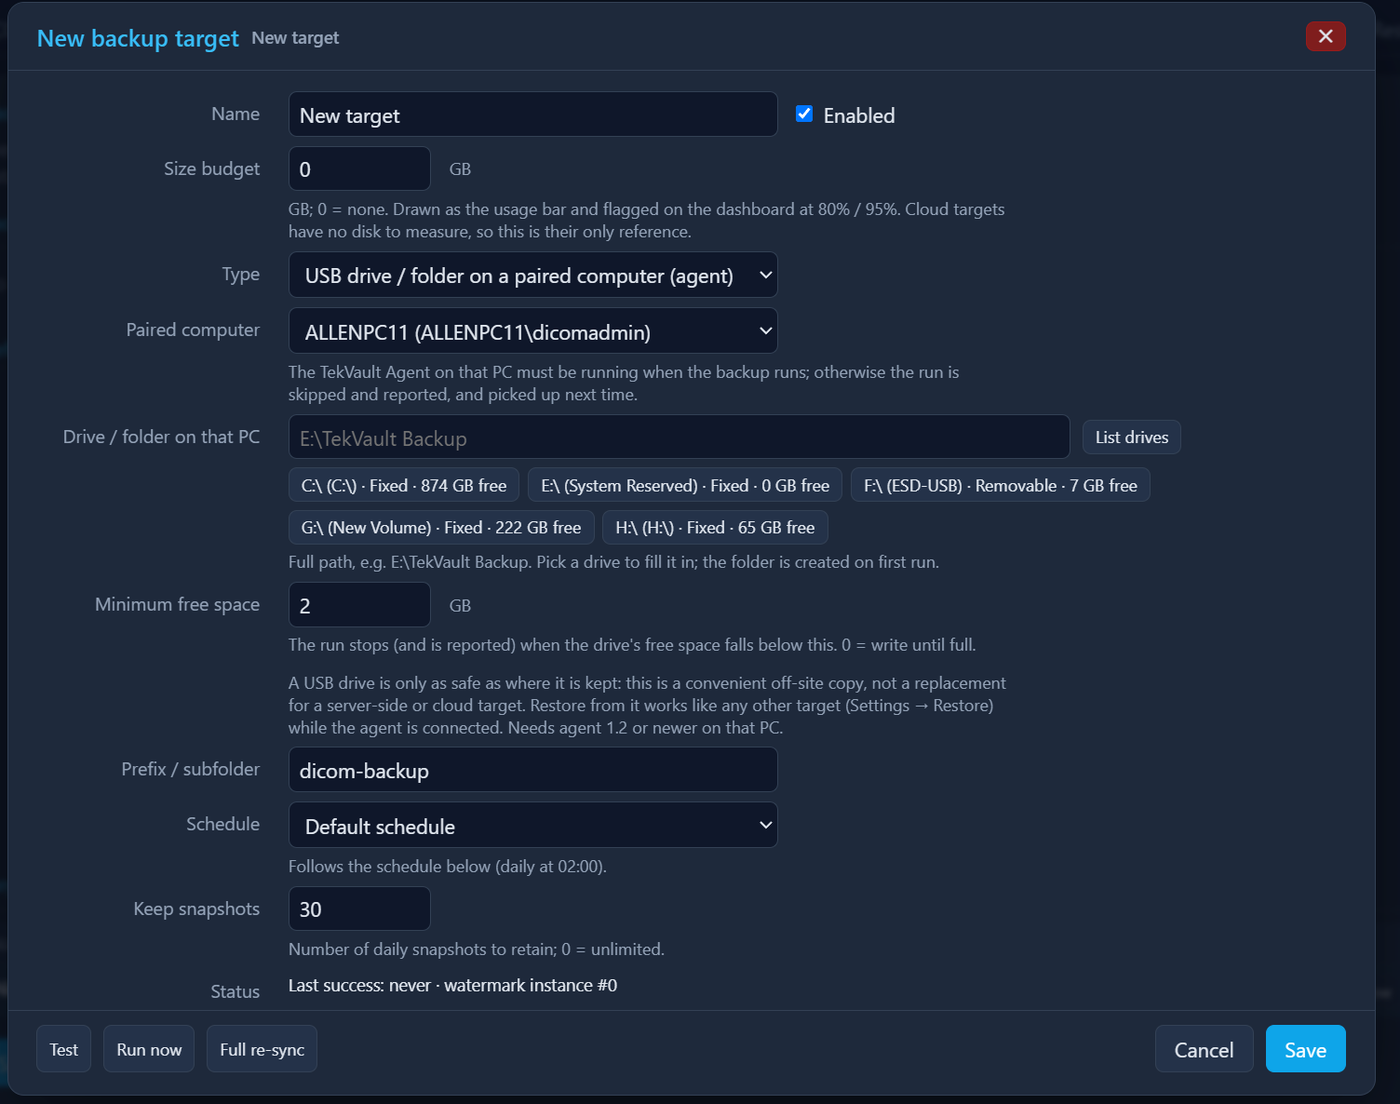 New backup target New target
Name New target Enabled
Size budget 0 GB
GB; 0 = none. Drawn as the usage bar and flagged on the dashboard at 80% / 95%. Cloud targets
have no disk to measure, so this is their only reference.
Type USB drive / folder on a paired computer (agent)
Paired computer ALLENPC11 (ALLENPC11\dicomadmin)
The TekVault Agent on that PC must be running when the backup runs; otherwise the run is
skipped and reported, and picked up next time.
Drive / folder on that PC E:\TekVault Backup List drives
C:\ (C:\) · Fixed · 874 GB free E:\ (System Reserved) · Fixed · 0 GB free F:\ (ESD-USB) · Removable · 7 GB free
G:\ (New Volume) · Fixed · 222 GB free H:\ (H:\) · Fixed · 65 GB free
Full path, e.g. E:\TekVault Backup. Pick a drive to fill it in; the folder is created on first run.
Minimum free space 2 GB
The run stops (and is reported) when the drive's free space falls below this. 0 = write until full.
A USB drive is only as safe as where it is kept: this is a convenient off-site copy, not a replacement
for a server-side or cloud target. Restore from it works like any other target (Settings → Restore)
while the agent is connected. Needs agent 1.2 or newer on that PC.
Prefix / subfolder dicom-backup
Schedule Default schedule
Follows the schedule below (daily at 02:00).
Keep snapshots 30
Number of daily snapshots to retain; 0 = unlimited.
Status Last success: never · watermark instance #0
Test Run now Full re-sync Cancel Save